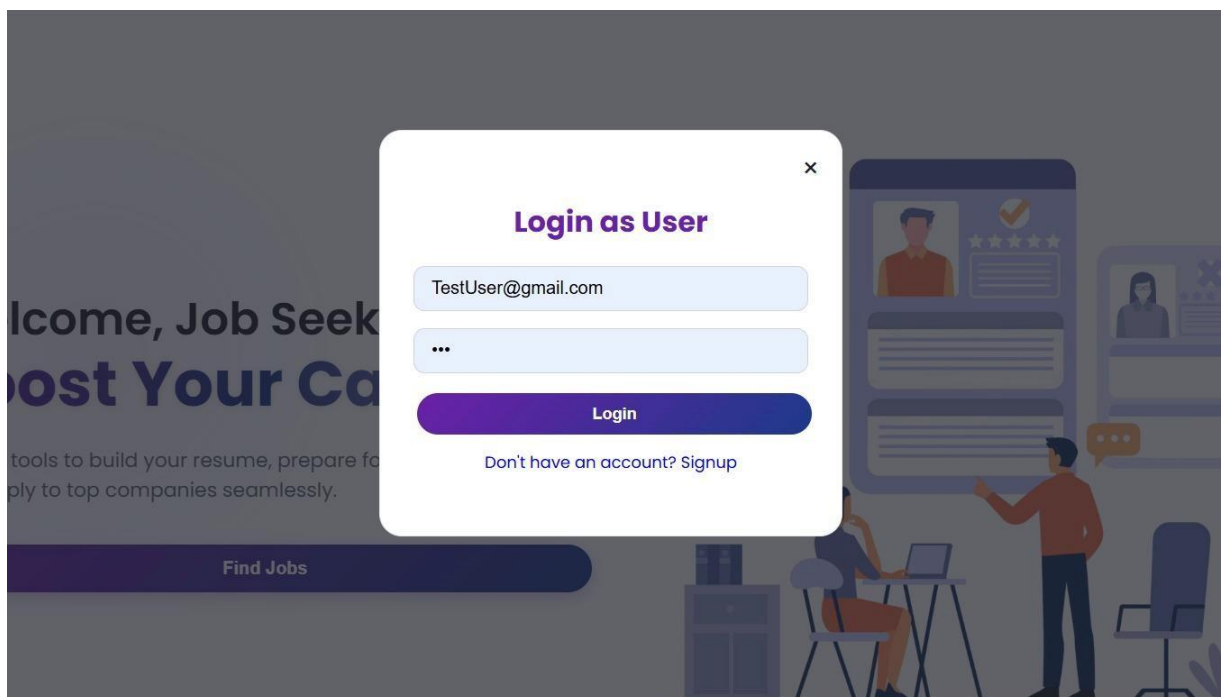 ×
Login as User
TestUser@gmail.com
•••
Login
Don't have an account? Signup
lcome, Job Seek
oost Your Ca
tools to build your resume, prepare fo
ply to top companies seamlessly.
Find Jobs